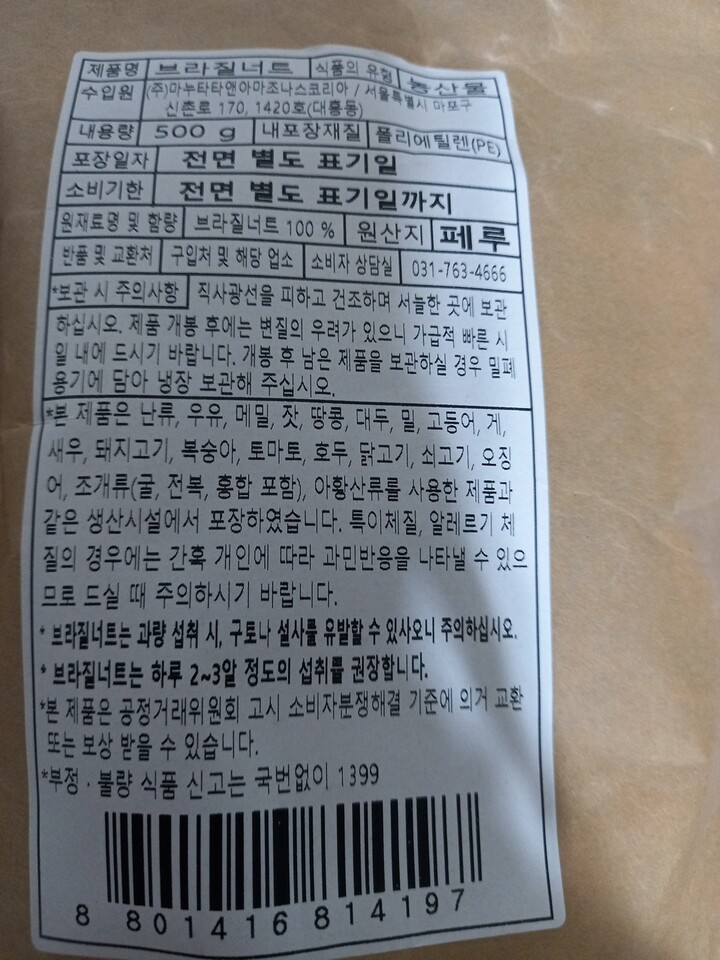 제품명 브라질너트 식품의 유형 농산물
수입원 (주)마누타타앤아마조나스코리아 / 서울특별시 마포구
신촌로 170, 1420호(대흥동)
내용량 500 g 내포장재질 폴리에틸렌(PE)
포장일자 전면 별도 표기일
소비기한 전면 별도 표기일까지
원재료명 및 함량 브라질너트 100 % 원산지 페루
반품 및 교환처 구입처 및 해당 업소 소비자 상담실 031-763-4666
*보관 시 주의사항 직사광선을 피하고 건조하며 서늘한 곳에 보관
하십시오. 제품 개봉 후에는 변질의 우려가 있으니 가급적 빠른 시
일 내에 드시기 바랍니다. 개봉 후 남은 제품을 보관하실 경우 밀폐
용기에 담아 냉장 보관해 주십시오.
*본 제품은 난류, 우유, 메밀, 잣, 땅콩, 대두, 밀, 고등어, 게,
새우, 돼지고기, 복숭아, 토마토, 호두, 닭고기, 쇠고기, 오징
어, 조개류(굴, 전복, 홍합 포함), 아황산류를 사용한 제품과
같은 생산시설에서 포장하였습니다. 특이체질, 알레르기 체
질의 경우에는 간혹 개인에 따라 과민반응을 나타낼 수 있으
므로 드실 때 주의하시기 바랍니다.
* 브라질너트는 과량 섭취 시, 구토나 설사를 유발할 수 있사오니 주의하십시오.
* 브라질너트는 하루 2~3알 정도의 섭취를 권장합니다.
*본 제품은 공정거래위원회 고시 소비자분쟁해결 기준에 의거 교환
또는 보상 받을 수 있습니다.
*부정 · 불량 식품 신고는 국번없이 1399
8 801416 814197